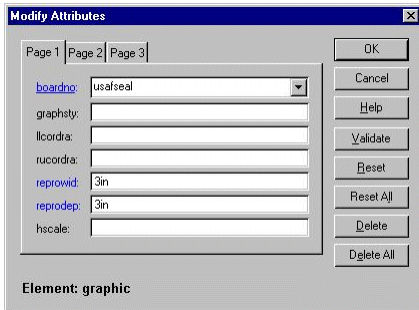 Modify Attributes
Page 1 Page 2 Page 3
boardno: usafseal
graphsty:
llcordra:
rucordra:
reprowid: 3in
reprodep: 3in
hscale:
OK
Cancel
Help
Validate
Reset
Reset All
Delete
Delete All
Element: graphic